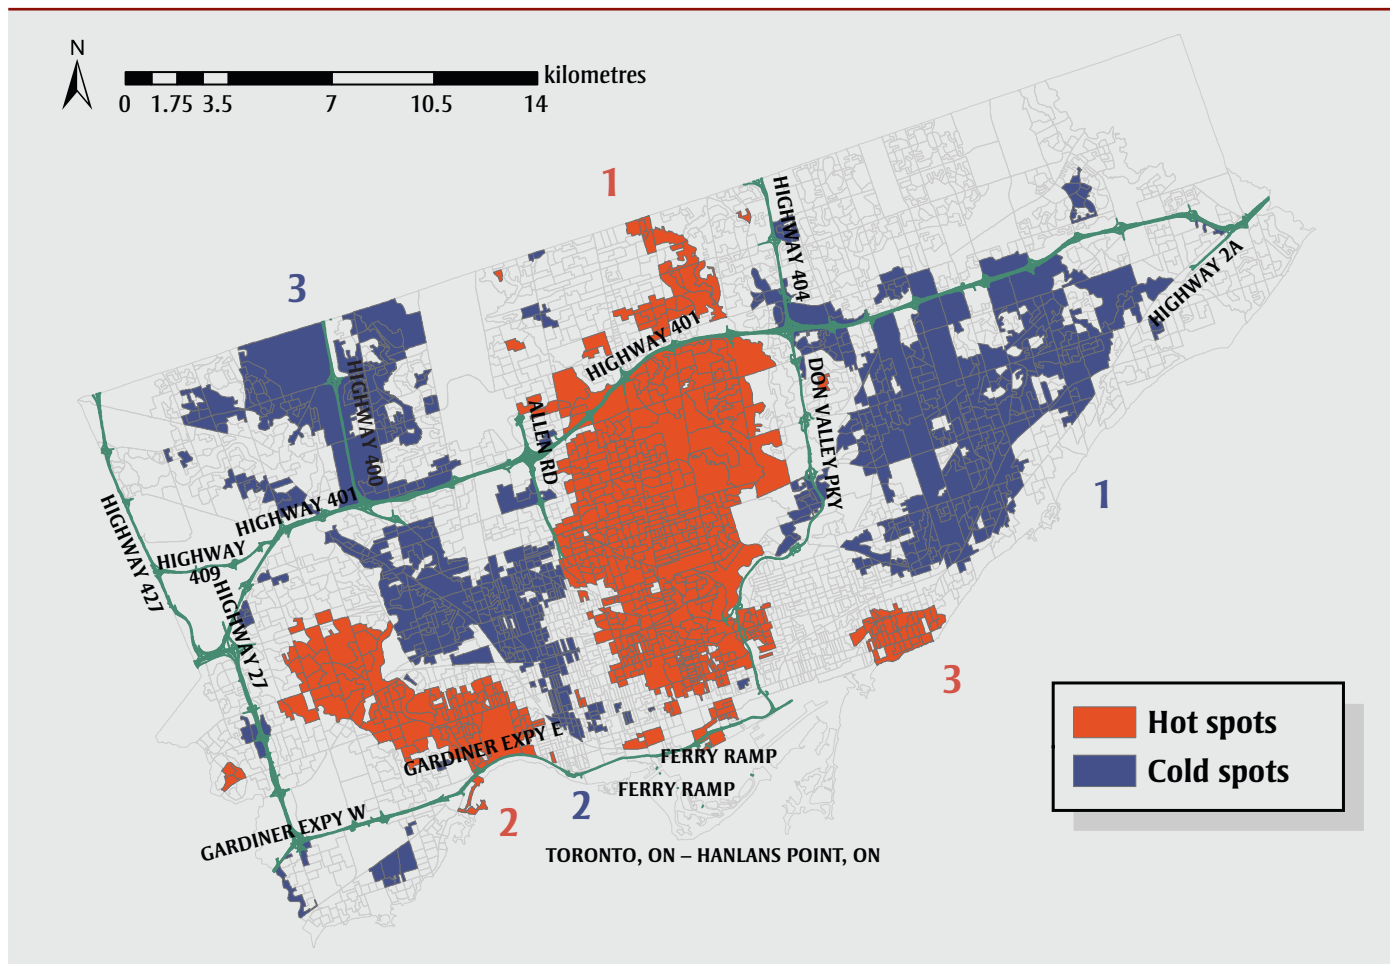 N
kilometres
0 1.75 3.5 7 10.5 14
1
3
HIGHWAY 404
HIGHWAY 2A
HIGHWAY 401
HIGHWAY 400
DON VALLEY PKY
ALLEN RD
1
HIGHWAY 401
HIGHWAY 427
HIGHWAY
409
HIGHWAY 27
3
Hot spots
Cold spots
GARDINER EXPY E
FERRY RAMP
FERRY RAMP
2
2
GARDINER EXPY W
TORONTO, ON – HANLANS POINT, ON